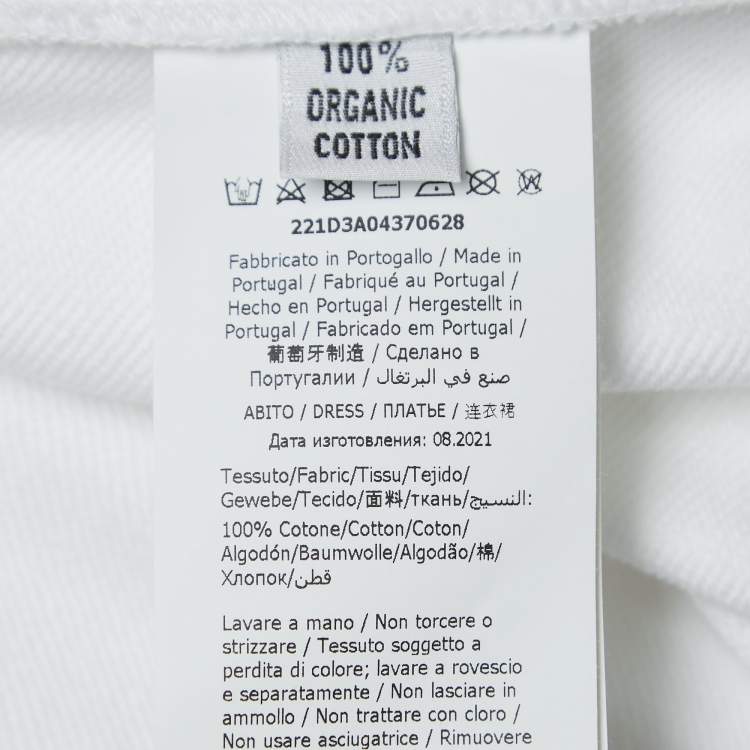 100%
ORGANIC
COTTON
221D3A04370628
Fabbricato in Portogallo / Made in
Portugal / Fabriqué au Portugal /
Hecho en Portugal / Hergestellt in
Portugal / Fabricado em Portugal /
葡萄牙制造 / Сделано в
Португалии / صنع في البرتغال
ABITO / DRESS / ПЛАТЬЕ / 连衣裙
Дата изготовления: 08.2021
Tessuto/Fabric/Tissu/Tejido/
Gewebe/Tecido/面料/ткань/النسيج:
100% Cotone/Cotton/Coton/
Algodón/Baumwolle/Algodão/棉/
Хлопок/قطن
Lavare a mano / Non torcere o
strizzare / Tessuto soggetto a
perdita di colore; lavare a rovescio
e separatamente / Non lasciare in
ammollo / Non trattare con cloro /
Non usare asciugatrice / Rimuovere